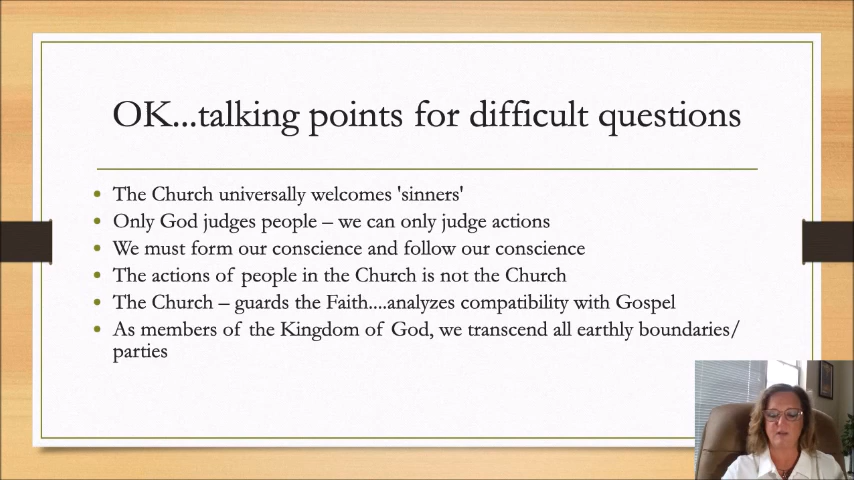 OK...talking points for difficult questions
• The Church universally welcomes 'sinners'
• Only God judges people – we can only judge actions
• We must form our conscience and follow our conscience
• The actions of people in the Church is not the Church
• The Church – guards the Faith....analyzes compatibility with Gospel
• As members of the Kingdom of God, we transcend all earthly boundaries/
parties